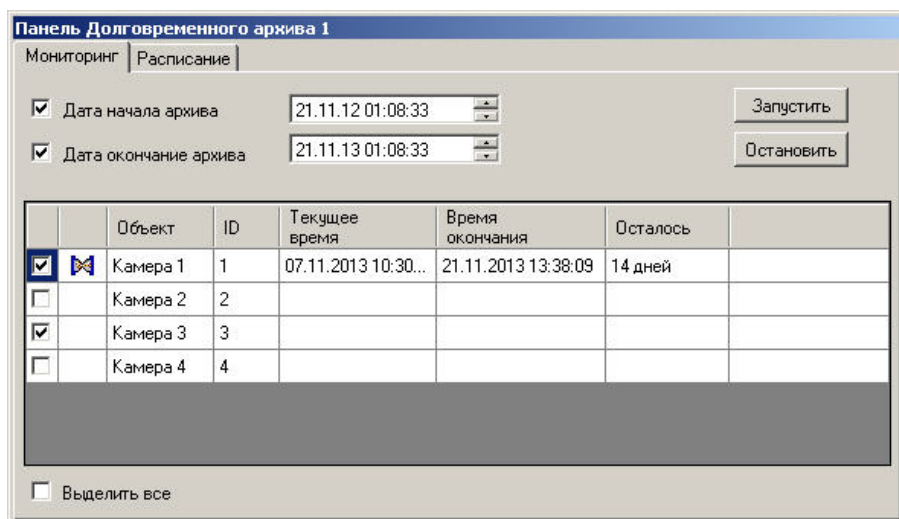 Панель Долговременного архива 1
Мониторинг Расписание
Дата начала архива 21.11.12 01:08:33 Запустить
Дата окончание архива 21.11.13 01:08:33 Остановить
Объект ID Текущее время Время окончания Осталось
Камера 1 1 07.11.2013 10:30... 21.11.2013 13:38:09 14 дней
Камера 2 2
Камера 3 3
Камера 4 4
Выделить все